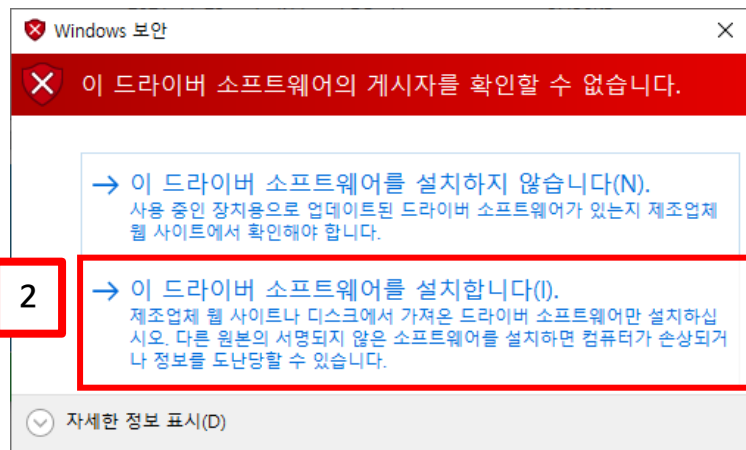 Windows 보안
이 드라이버 소프트웨어의 게시자를 확인할 수 없습니다.
이 드라이버 소프트웨어를 설치하지 않습니다(N).
사용 중인 장치용으로 업데이트된 드라이버 소프트웨어가 있는지 제조업체
웹 사이트에서 확인해야 합니다.
2
이 드라이버 소프트웨어를 설치합니다(I).
제조업체 웹 사이트나 디스크에서 가져온 드라이버 소프트웨어만 설치하십
시오. 다른 원본의 서명되지 않은 소프트웨어를 설치하면 컴퓨터가 손상되거
나 정보를 도난당할 수 있습니다.
자세한 정보 표시(D)